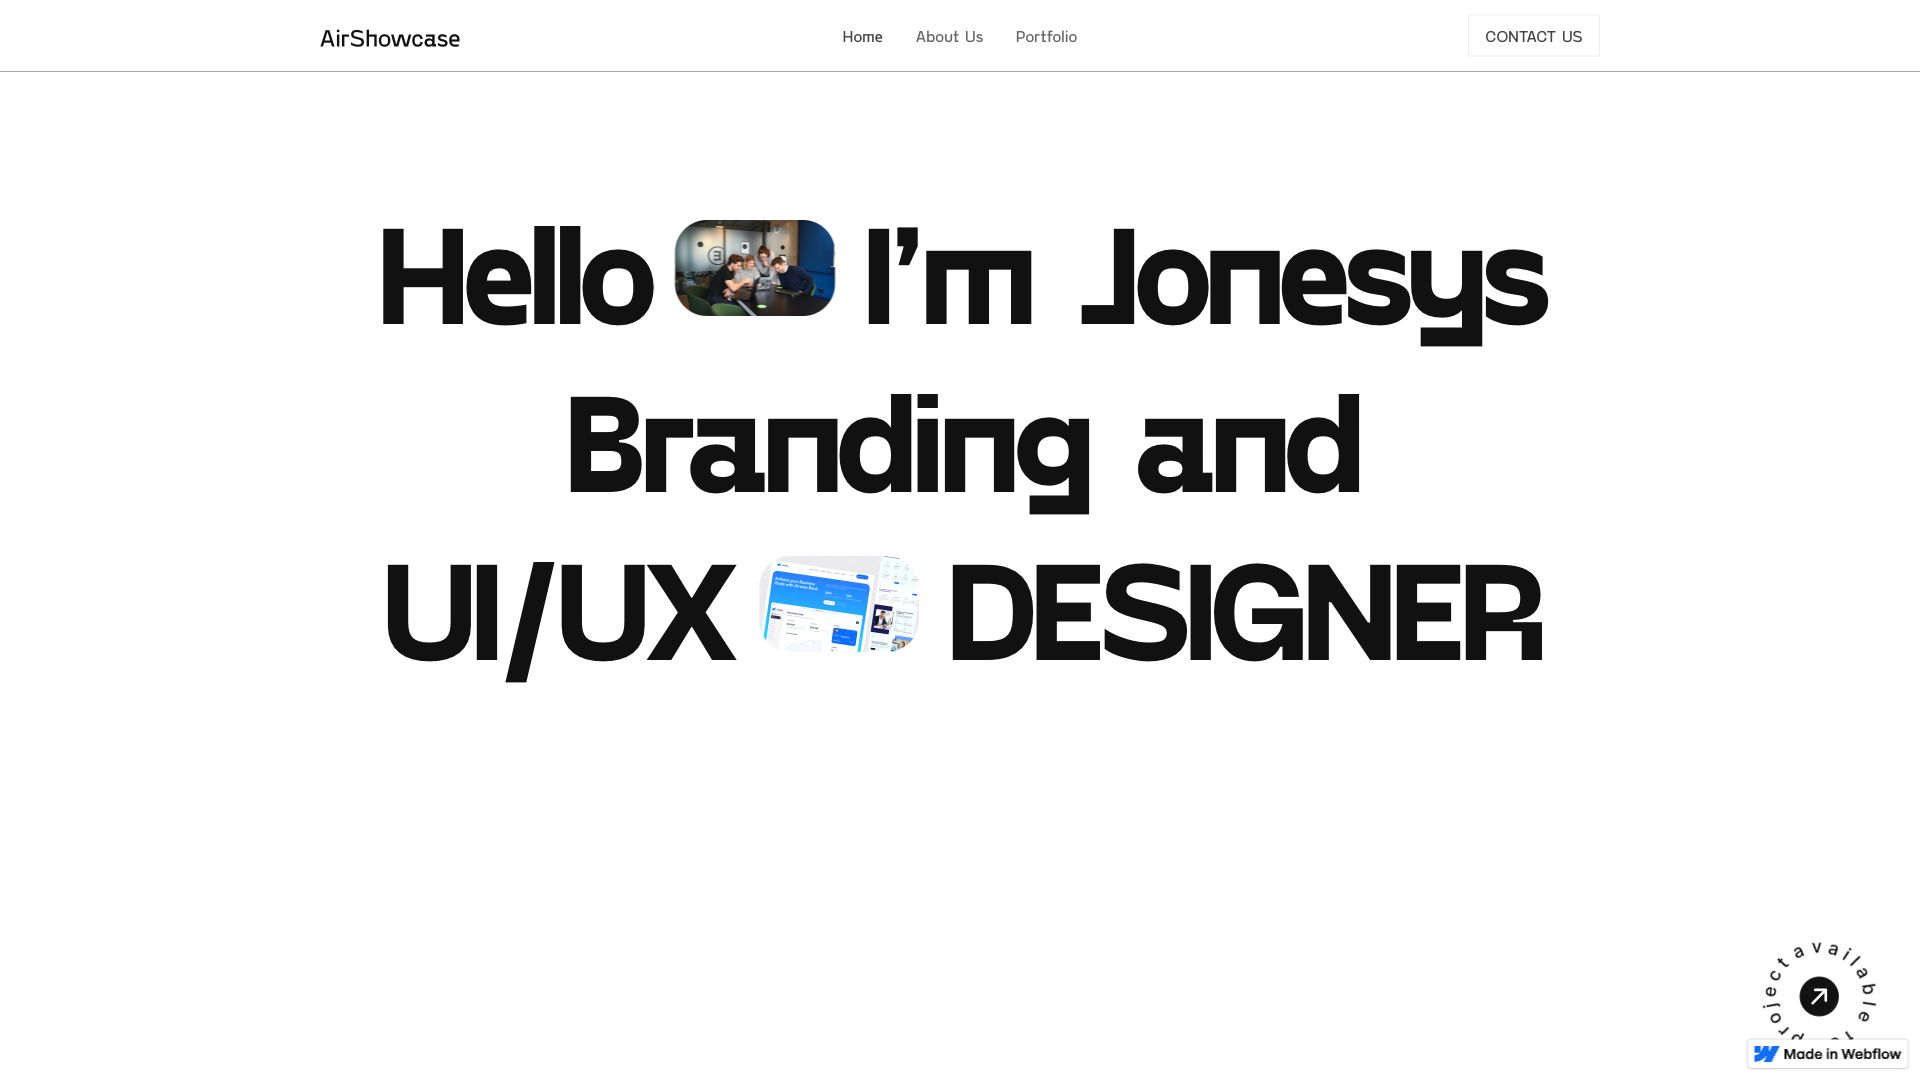 AirShowcase
Home
About Us
Portfolio
CONTACT US
Hello I’m Jonesys
Branding and
UI/UX DESIGNER
available
project
Made in Webflow